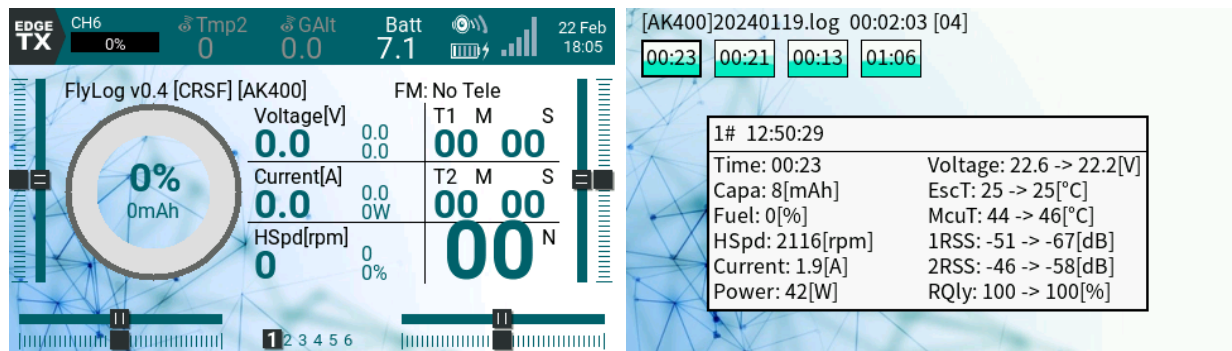 EDGE
TX
CH6
0%
Tmp2
0
GAlt
0.0
Batt
7.1
22 Feb
18:05
FlyLog v0.4 [CRSF] [AK400]
FM: No Tele
0%
0mAh
Voltage[V]
0.0
0.0
0.0
T1 M S
00 00
Current[A]
0.0
0.0
0W
T2 M S
00 00
HSpd[rpm]
0
0
0%
00 N
1 2 3 4 5 6
[AK400]20240119.log 00:02:03 [04]
00:23 00:21 00:13 01:06
1# 12:50:29
Time: 00:23
Capa: 8[mAh]
Fuel: 0[%]
HSpd: 2116[rpm]
Current: 1.9[A]
Power: 42[W]
Voltage: 22.6 -> 22.2[V]
EscT: 25 -> 25[°C]
McuT: 44 -> 46[°C]
1RSS: -51 -> -67[dB]
2RSS: -46 -> -58[dB]
RQly: 100 -> 100[%]